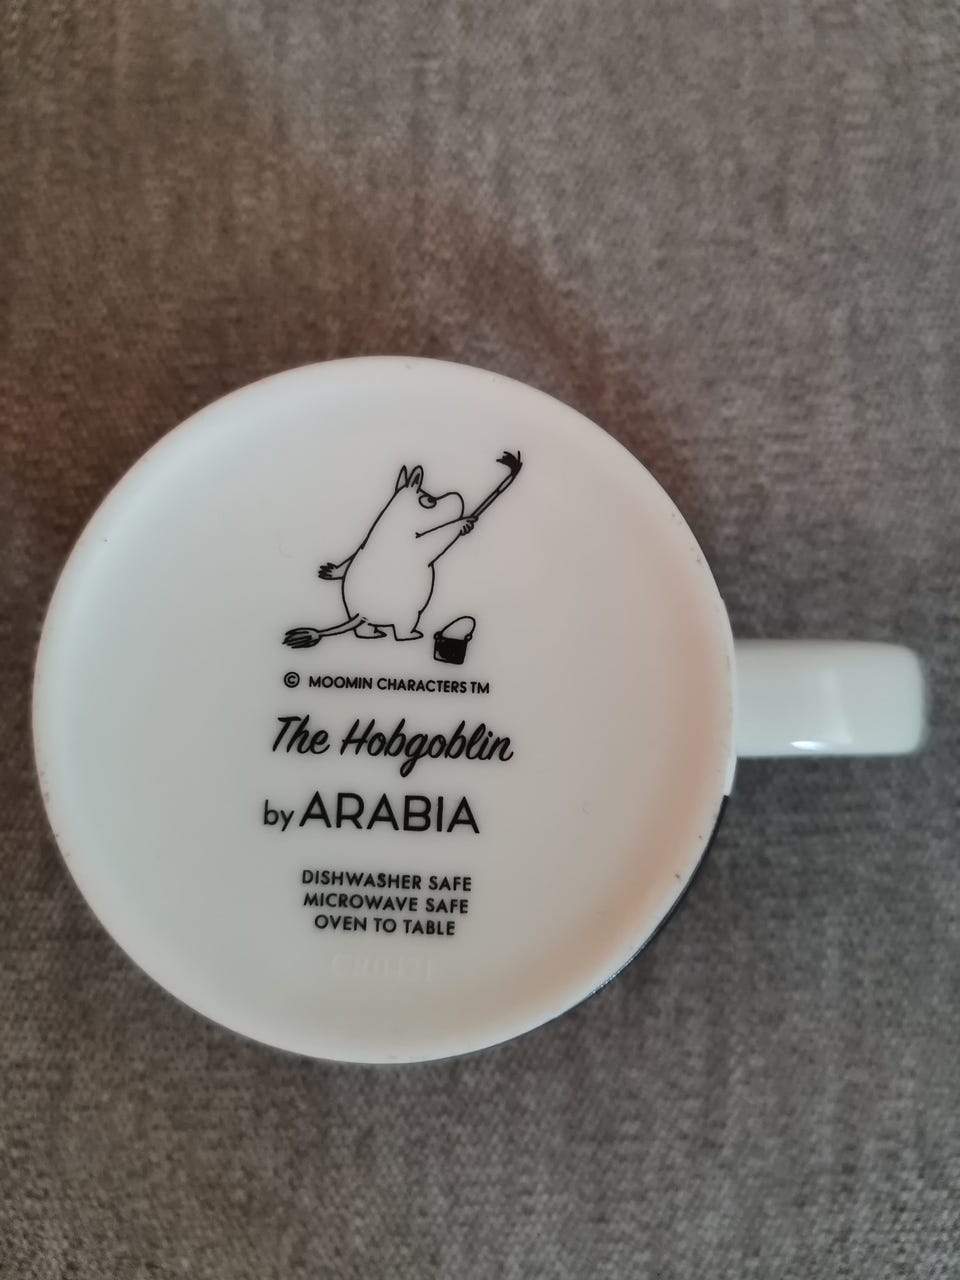 © MOOMIN CHARACTERS TM
The Hobgoblin
by ARABIA
DISHWASHER SAFE
MICROWAVE SAFE
OVEN TO TABLE